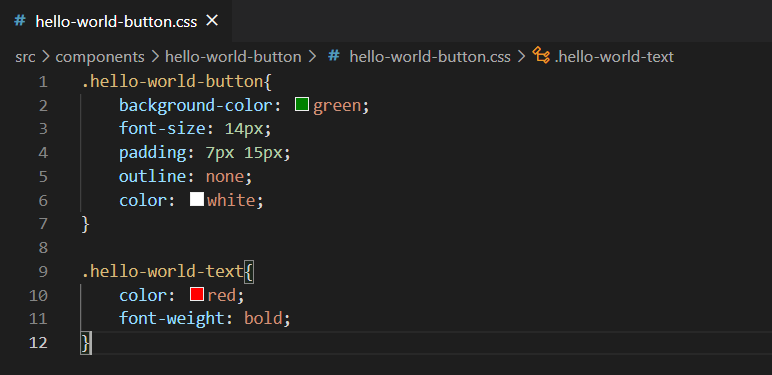 # hello-world-button.css ×
src > components > hello-world-button > # hello-world-button.css > .hello-world-text
1 .hello-world-button{
2     background-color: green;
3     font-size: 14px;
4     padding: 7px 15px;
5     outline: none;
6     color: white;
7 }
8
9 .hello-world-text{
10     color: red;
11     font-weight: bold;
12 }